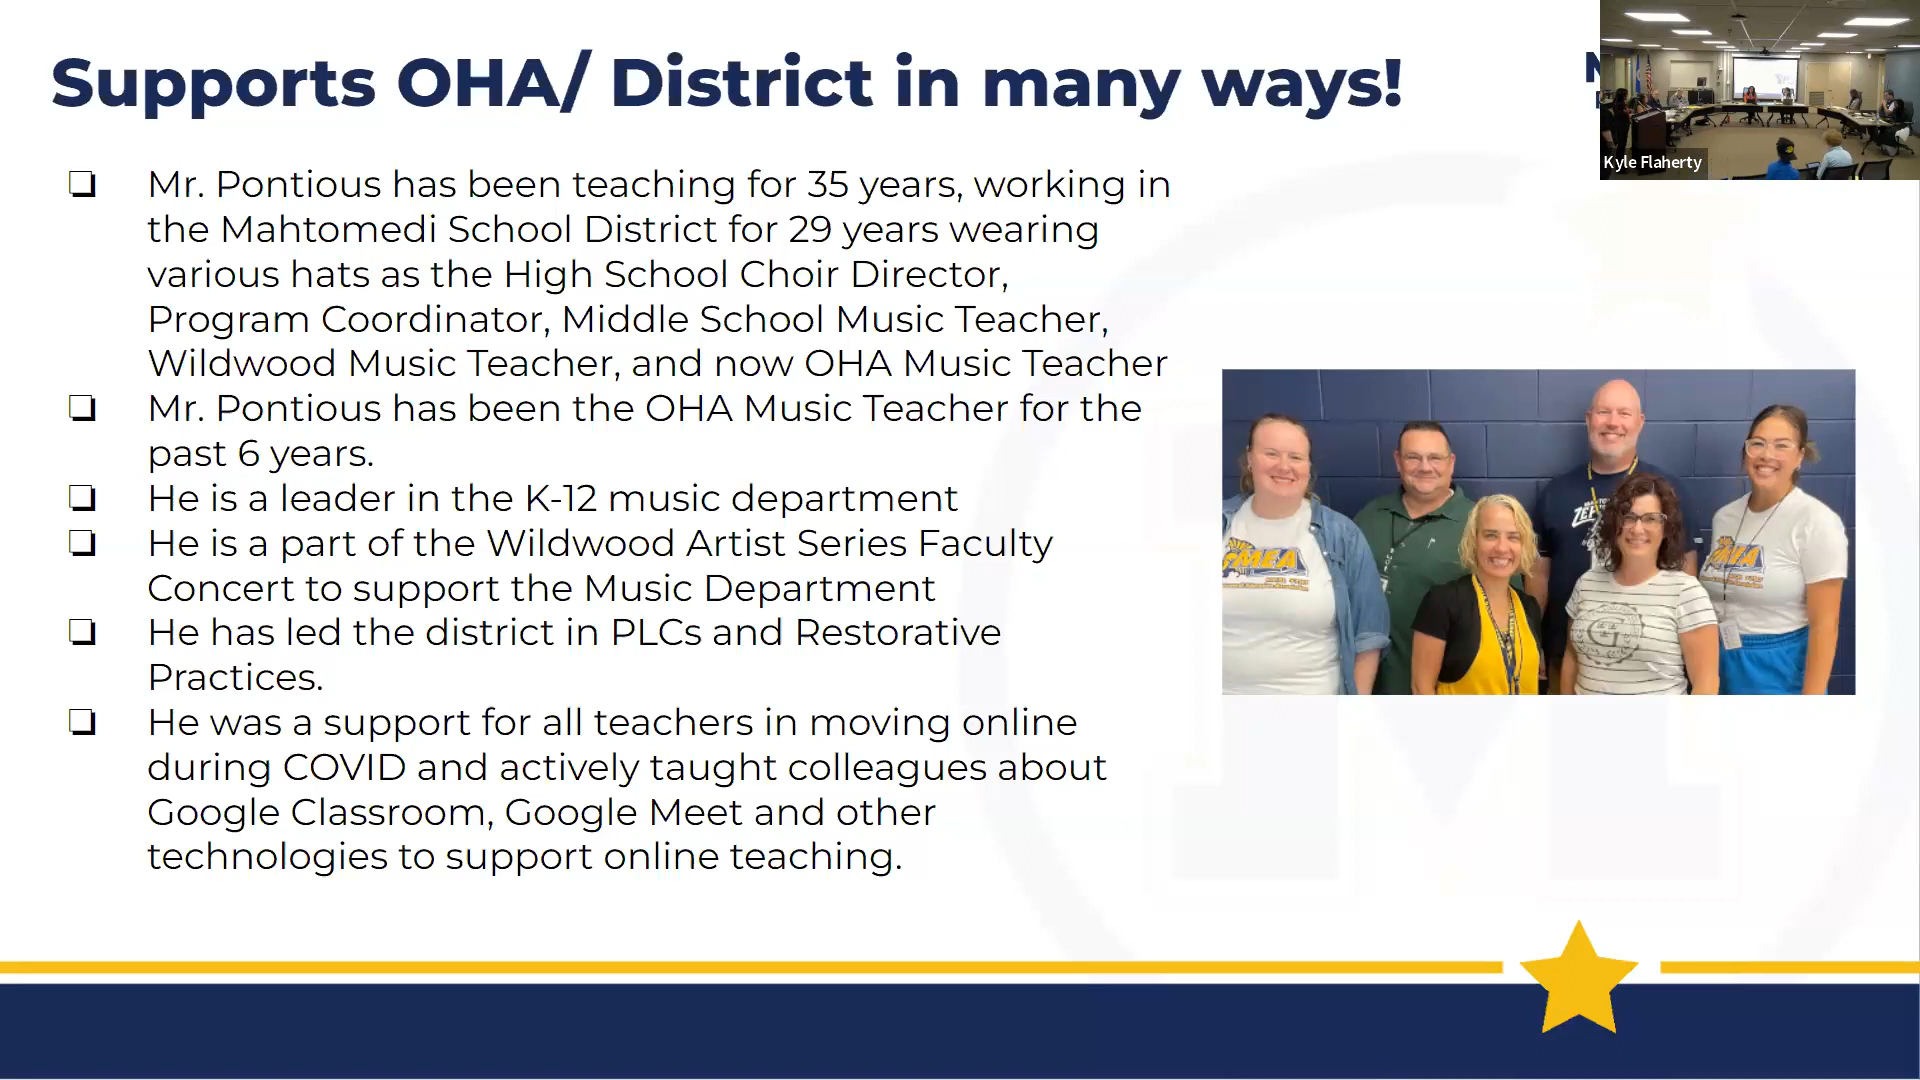 Supports OHA/ District in many ways!
Kyle Flaherty
❏ Mr. Pontious has been teaching for 35 years, working in
the Mahtomedi School District for 29 years wearing
various hats as the High School Choir Director,
Program Coordinator, Middle School Music Teacher,
Wildwood Music Teacher, and now OHA Music Teacher
❏ Mr. Pontious has been the OHA Music Teacher for the
past 6 years.
❏ He is a leader in the K-12 music department
❏ He is a part of the Wildwood Artist Series Faculty
Concert to support the Music Department
❏ He has led the district in PLCs and Restorative
Practices.
❏ He was a support for all teachers in moving online
during COVID and actively taught colleagues about
Google Classroom, Google Meet and other
technologies to support online teaching.